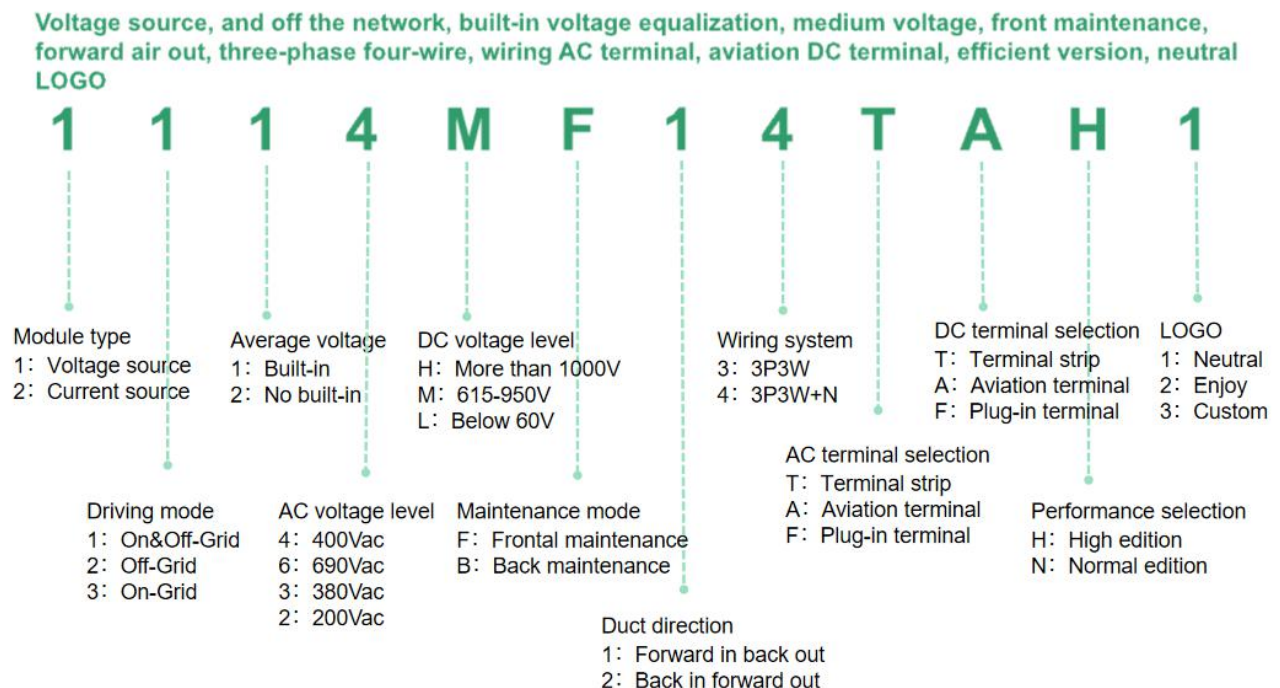 Voltage source, and off the network, built-in voltage equalization, medium voltage, front maintenance,
forward air out, three-phase four-wire, wiring AC terminal, aviation DC terminal, efficient version, neutral
LOGO
1 1 1 4 M F 1 4 T A H 1
Module type
1: Voltage source
2: Current source
Average voltage
1: Built-in
2: No built-in
DC voltage level
H: More than 1000V
M: 615-950V
L: Below 60V
Wiring system
3: 3P3W
4: 3P3W+N
DC terminal selection
T: Terminal strip
A: Aviation terminal
F: Plug-in terminal
LOGO
1: Neutral
2: Enjoy
3: Custom
Driving mode
1: On&Off-Grid
2: Off-Grid
3: On-Grid
AC voltage level
4: 400Vac
6: 690Vac
3: 380Vac
2: 200Vac
Maintenance mode
F: Frontal maintenance
B: Back maintenance
AC terminal selection
T: Terminal strip
A: Aviation terminal
F: Plug-in terminal
Performance selection
H: High edition
N: Normal edition
Duct direction
1: Forward in back out
2: Back in forward out